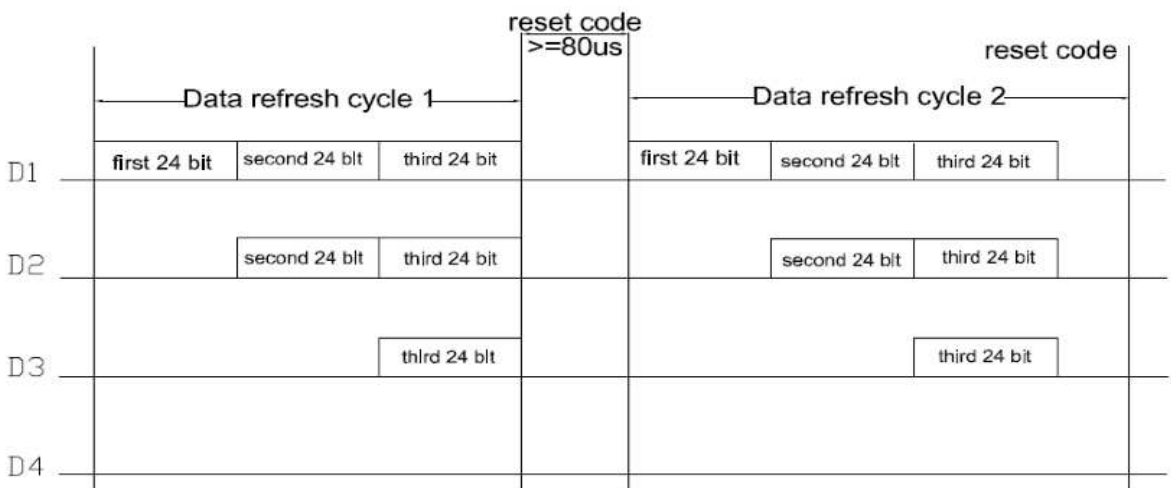 reset code
>=80us
reset code
Data refresh cycle 1
Data refresh cycle 2
D1 first 24 bit second 24 blt third 24 bit first 24 bit second 24 bit third 24 bit
D2 second 24 blt third 24 bit second 24 blt third 24 bit
D3 thlrd 24 blt third 24 bit
D4